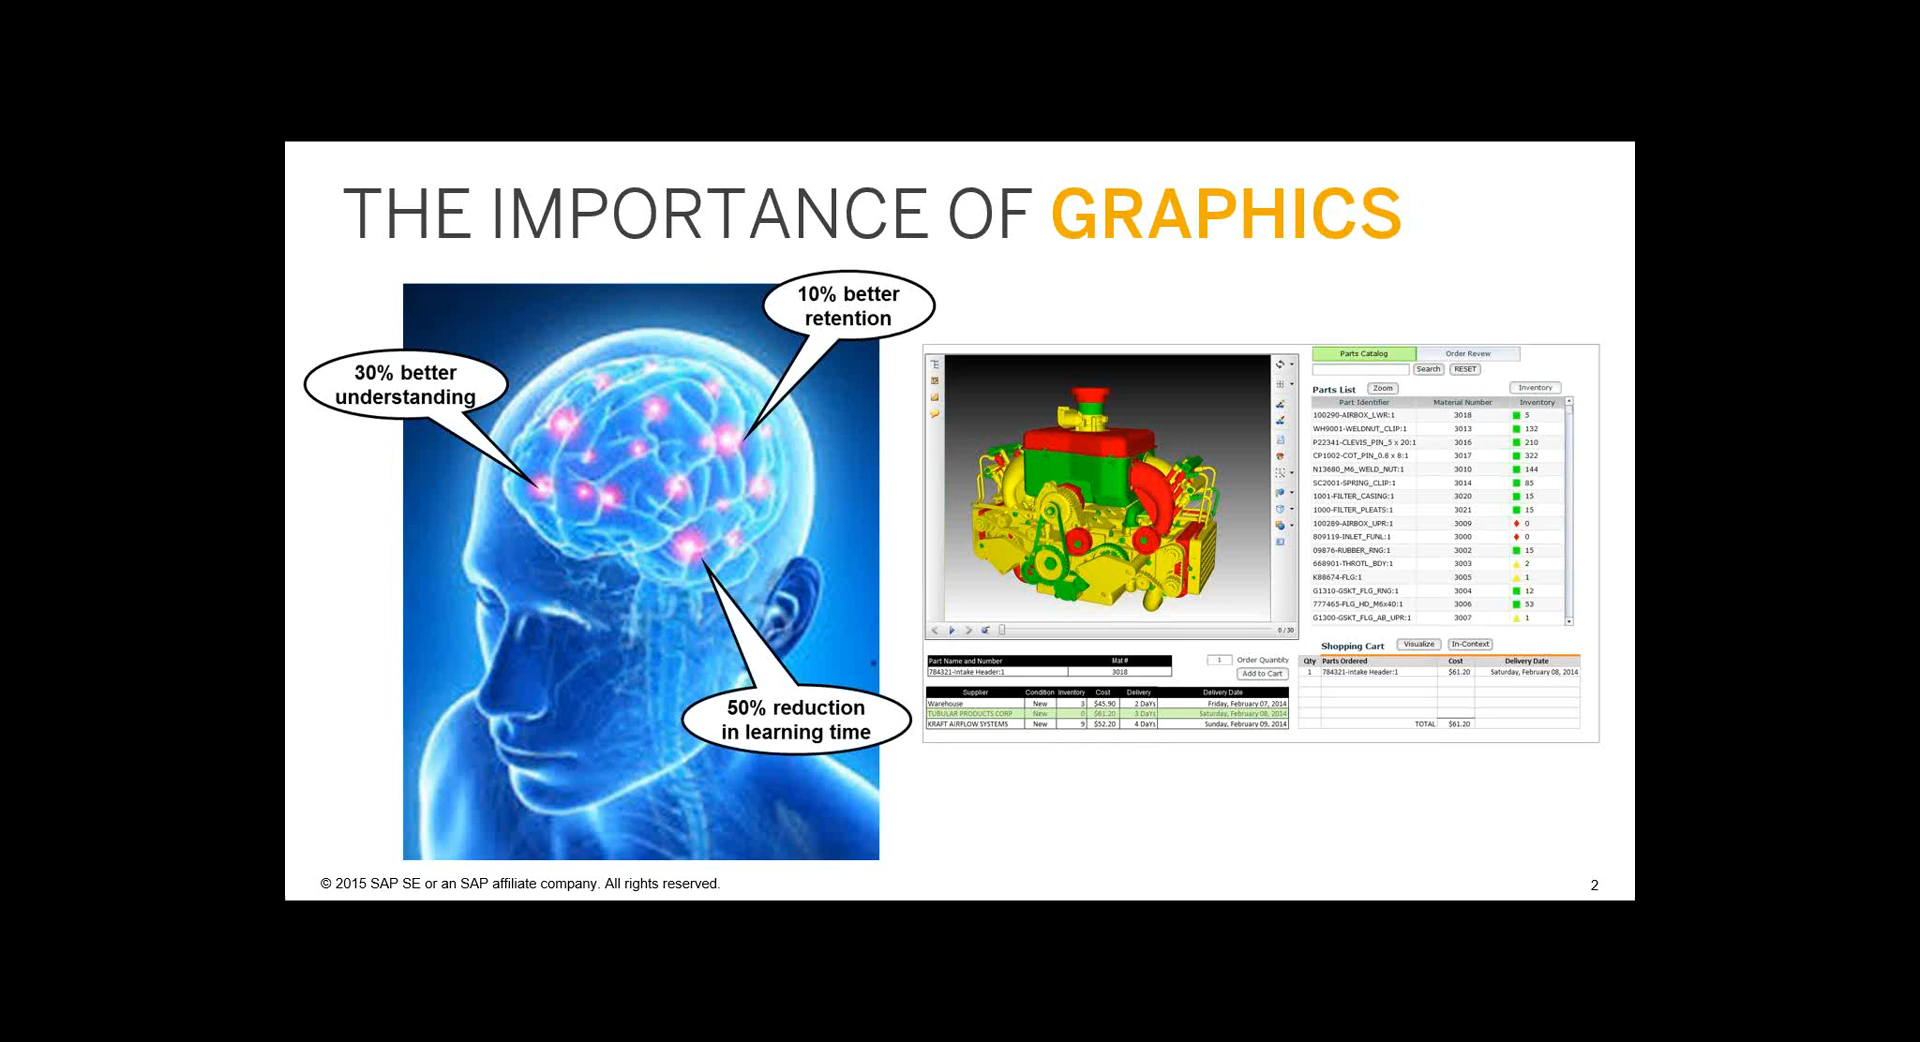 THE IMPORTANCE OF GRAPHICS
10% better
retention
30% better
understanding
50% reduction
in learning time
0 / 30
Part Name and Number Mat #
784321-Intake Header:1 3018
1 Order Quantity
Add to Cart
Supplier Condition Inventory Cost Delivery Delivery Date
Warehouse New 3 $45.90 2 DaYs Friday, February 07, 2014
TUBULAR PRODUCTS CORP New 0 $61.20 3 DaYs Saturday, February 08, 2014
KRAFT AIRFLOW SYSTEMS New 9 $52.20 4 DaYs Sunday, February 09, 2014
Parts Catalog Order Revew
Search RESET
Parts List Zoom Inventory
Part Identifier Material Number Inventory
100290-AIRBOX_LWR:1 3018 5
WH9001-WELDNUT_CLIP:1 3013 132
P22341-CLEVIS_PIN_5 x 20:1 3016 210
CP1002-COT_PIN_0.8 x 8:1 3017 322
N13680_M6_WELD_NUT:1 3010 144
SC2001-SPRING_CLIP:1 3014 85
1001-FILTER_CASING:1 3020 15
1000-FILTER_PLEATS:1 3021 15
100289-AIRBOX_UPR:1 3009 0
809119-INLET_FUNL:1 3000 0
09876-RUBBER_RNG:1 3002 15
668901-THROTL_BDY:1 3003 2
K88674-FLG:1 3005 1
G1310-GSKT_FLG_RNG:1 3004 12
777465-FLG_HD_M6x40:1 3006 53
G1300-GSKT_FLG_AB_UPR:1 3007 1
Shopping Cart Visualize In-Context
Qty Parts Ordered Cost Delivery Date
1 784321-Intake Header:1 $61.20 Saturday, February 08, 2014
TOTAL $61.20
© 2015 SAP SE or an SAP affiliate company. All rights reserved.
2